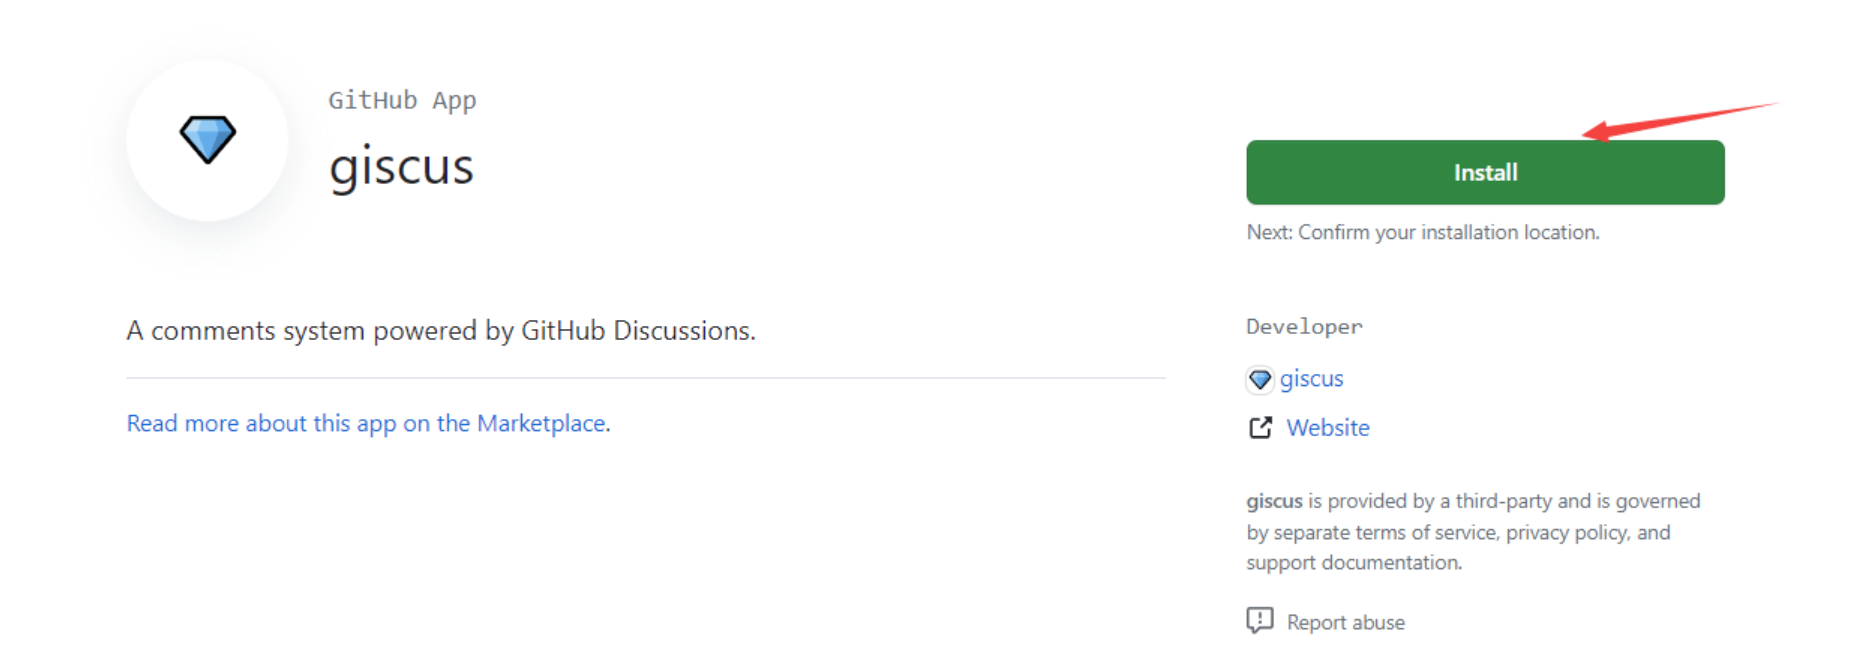 GitHub App
giscus
Install
Next: Confirm your installation location.
A comments system powered by GitHub Discussions.
Read more about this app on the Marketplace.
Developer
giscus
Website
giscus is provided by a third-party and is governed
by separate terms of service, privacy policy, and
support documentation.
Report abuse